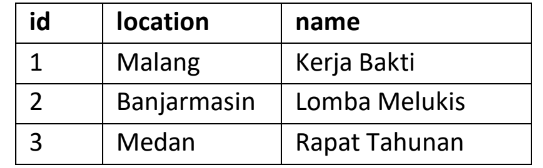 id location name
1 Malang Kerja Bakti
2 Banjarmasin Lomba Melukis
3 Medan Rapat Tahunan